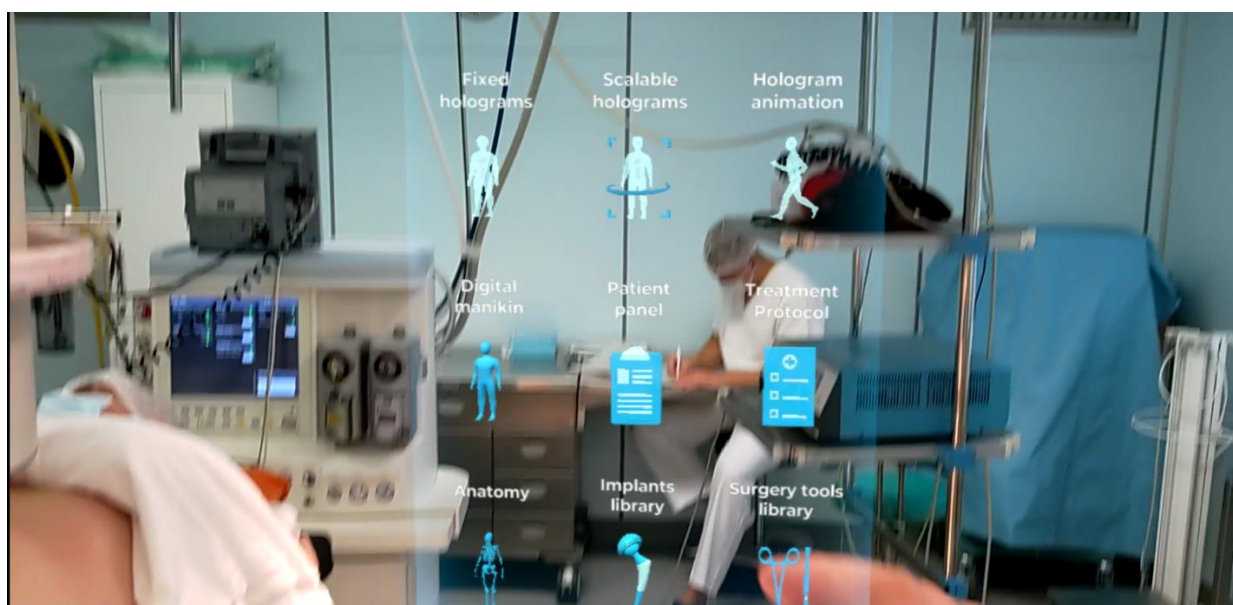 Fixed
holograms
Scalable
holograms
Hologram
animation
Digital
manikin
Patient
panel
Treatment
Protocol
Anatomy
Implants
library
Surgery tools
library